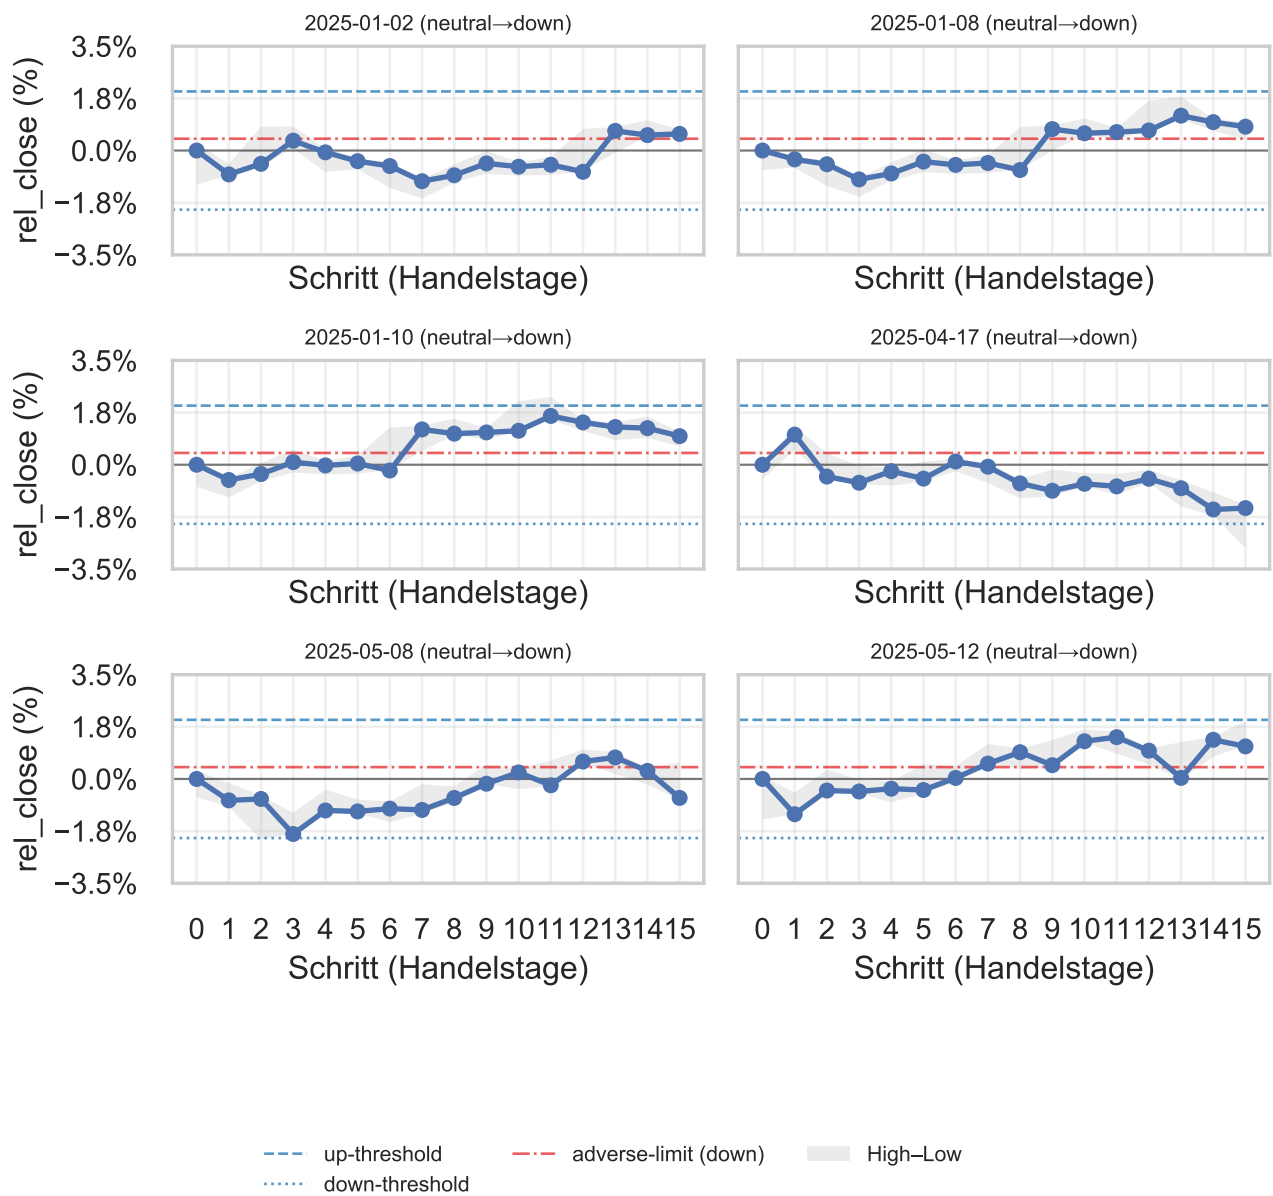 2025-01-02 (neutral→down)
2025-01-08 (neutral→down)
3.5%
1.8%
0.0%
−1.8%
−3.5%
rel_close (%)
Schritt (Handelstage)
Schritt (Handelstage)
2025-01-10 (neutral→down)
2025-04-17 (neutral→down)
3.5%
1.8%
0.0%
−1.8%
−3.5%
rel_close (%)
Schritt (Handelstage)
Schritt (Handelstage)
2025-05-08 (neutral→down)
2025-05-12 (neutral→down)
3.5%
1.8%
0.0%
−1.8%
−3.5%
rel_close (%)
0 1 2 3 4 5 6 7 8 9 10 11 12 13 14 15
0 1 2 3 4 5 6 7 8 9 10 11 12 13 14 15
Schritt (Handelstage)
Schritt (Handelstage)
up-threshold
down-threshold
adverse-limit (down)
High–Low